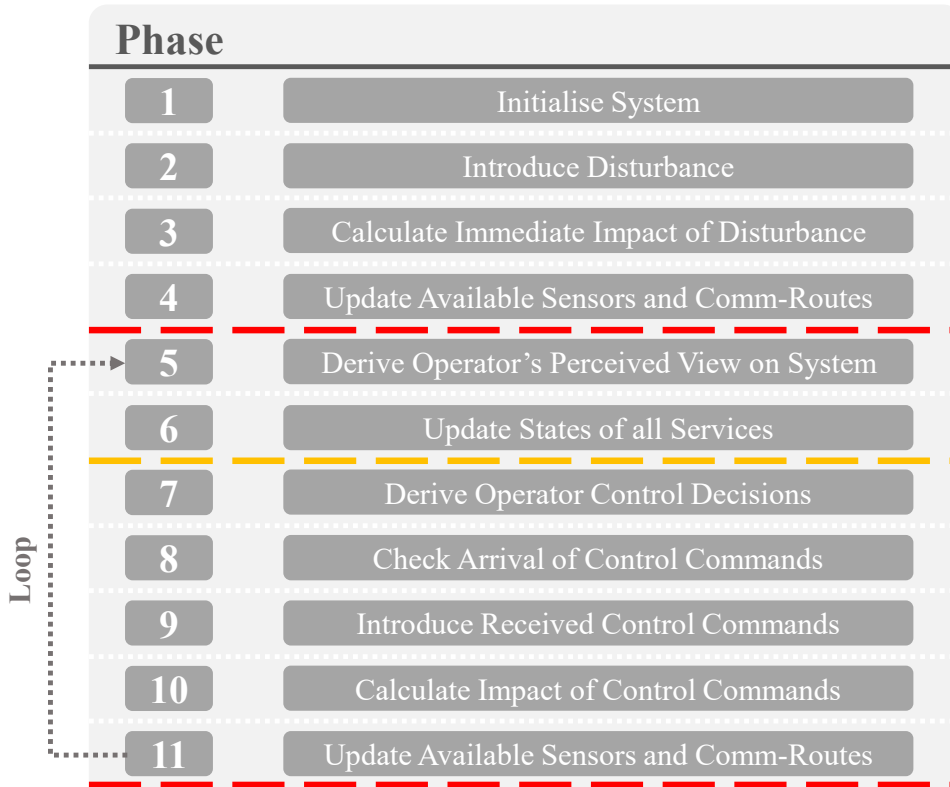 Phase
1 Initialise System
2 Introduce Disturbance
3 Calculate Immediate Impact of Disturbance
4 Update Available Sensors and Comm-Routes
5 Derive Operator’s Perceived View on System
6 Update States of all Services
7 Derive Operator Control Decisions
8 Check Arrival of Control Commands
9 Introduce Received Control Commands
10 Calculate Impact of Control Commands
11 Update Available Sensors and Comm-Routes
Loop